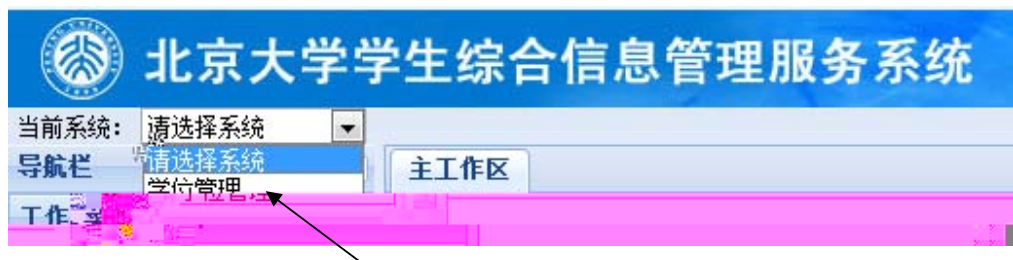 北京大学学生综合信息管理服务系统
当前系统： 请选择系统
导航栏 请选择系统 主工作区
学位管理
工作